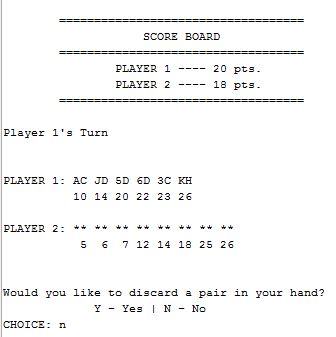 ===================================
SCORE BOARD
===================================
PLAYER 1 ---- 20 pts.
PLAYER 2 ---- 18 pts.
===================================
Player 1's Turn
PLAYER 1: AC JD 5D 6D 3C KH
10 14 20 22 23 26
PLAYER 2: ** ** ** ** ** ** ** **
5 6 7 12 14 18 25 26
Would you like to discard a pair in your hand?
Y - Yes | N - No
CHOICE: n